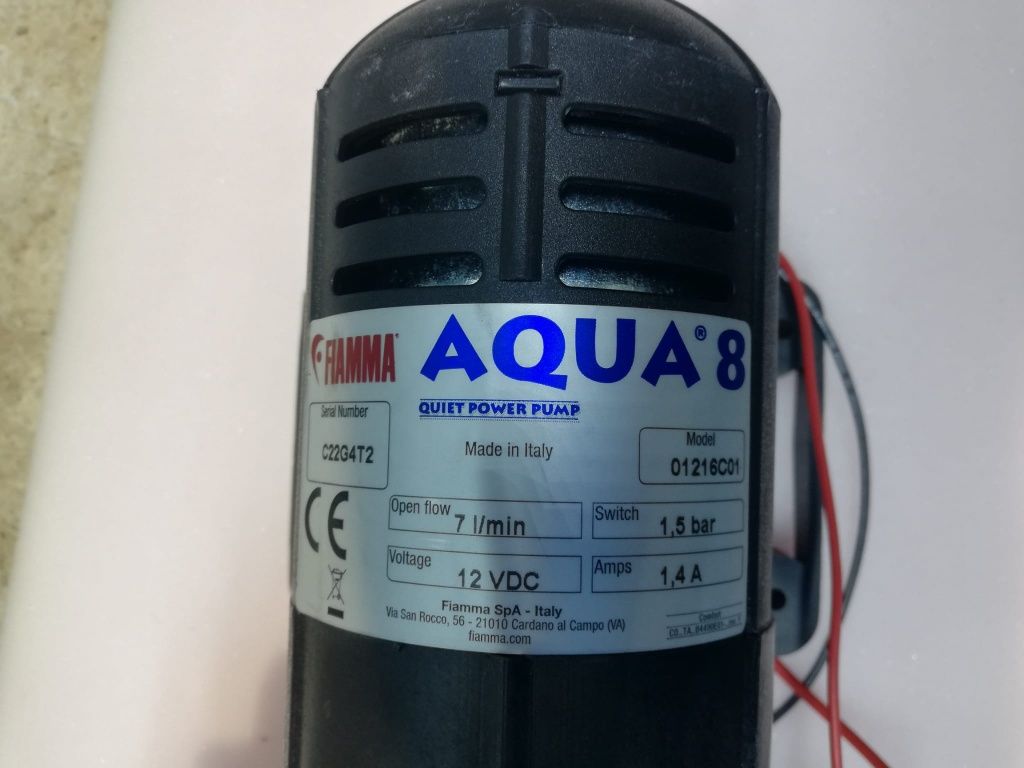 FIAMMA®
AQUA® 8
QUIET POWER PUMP
Serial Number
C22G4T2
Made in Italy
Model
01216C01
CE
Open flow
7 l/min
Switch
1,5 bar
Voltage
12 VDC
Amps
1,4 A
Fiamma SpA - Italy
Via San Rocco, 56 - 21010 Cardano al Campo (VA)
fiamma.com
Comfort